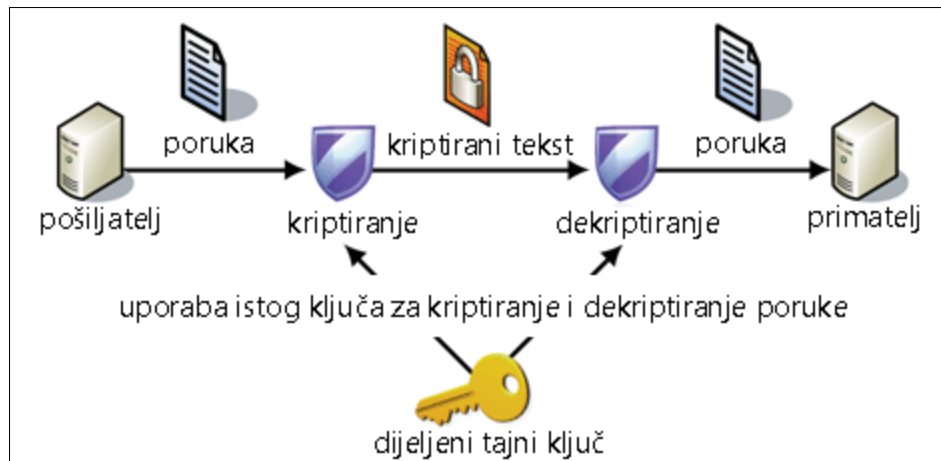 poruka
kriptirani tekst
poruka
pošiljatelj
kriptiranje
dekriptiranje
primatelj
uporaba istog ključa za kriptiranje i dekriptiranje poruke
dijeljeni tajni ključ